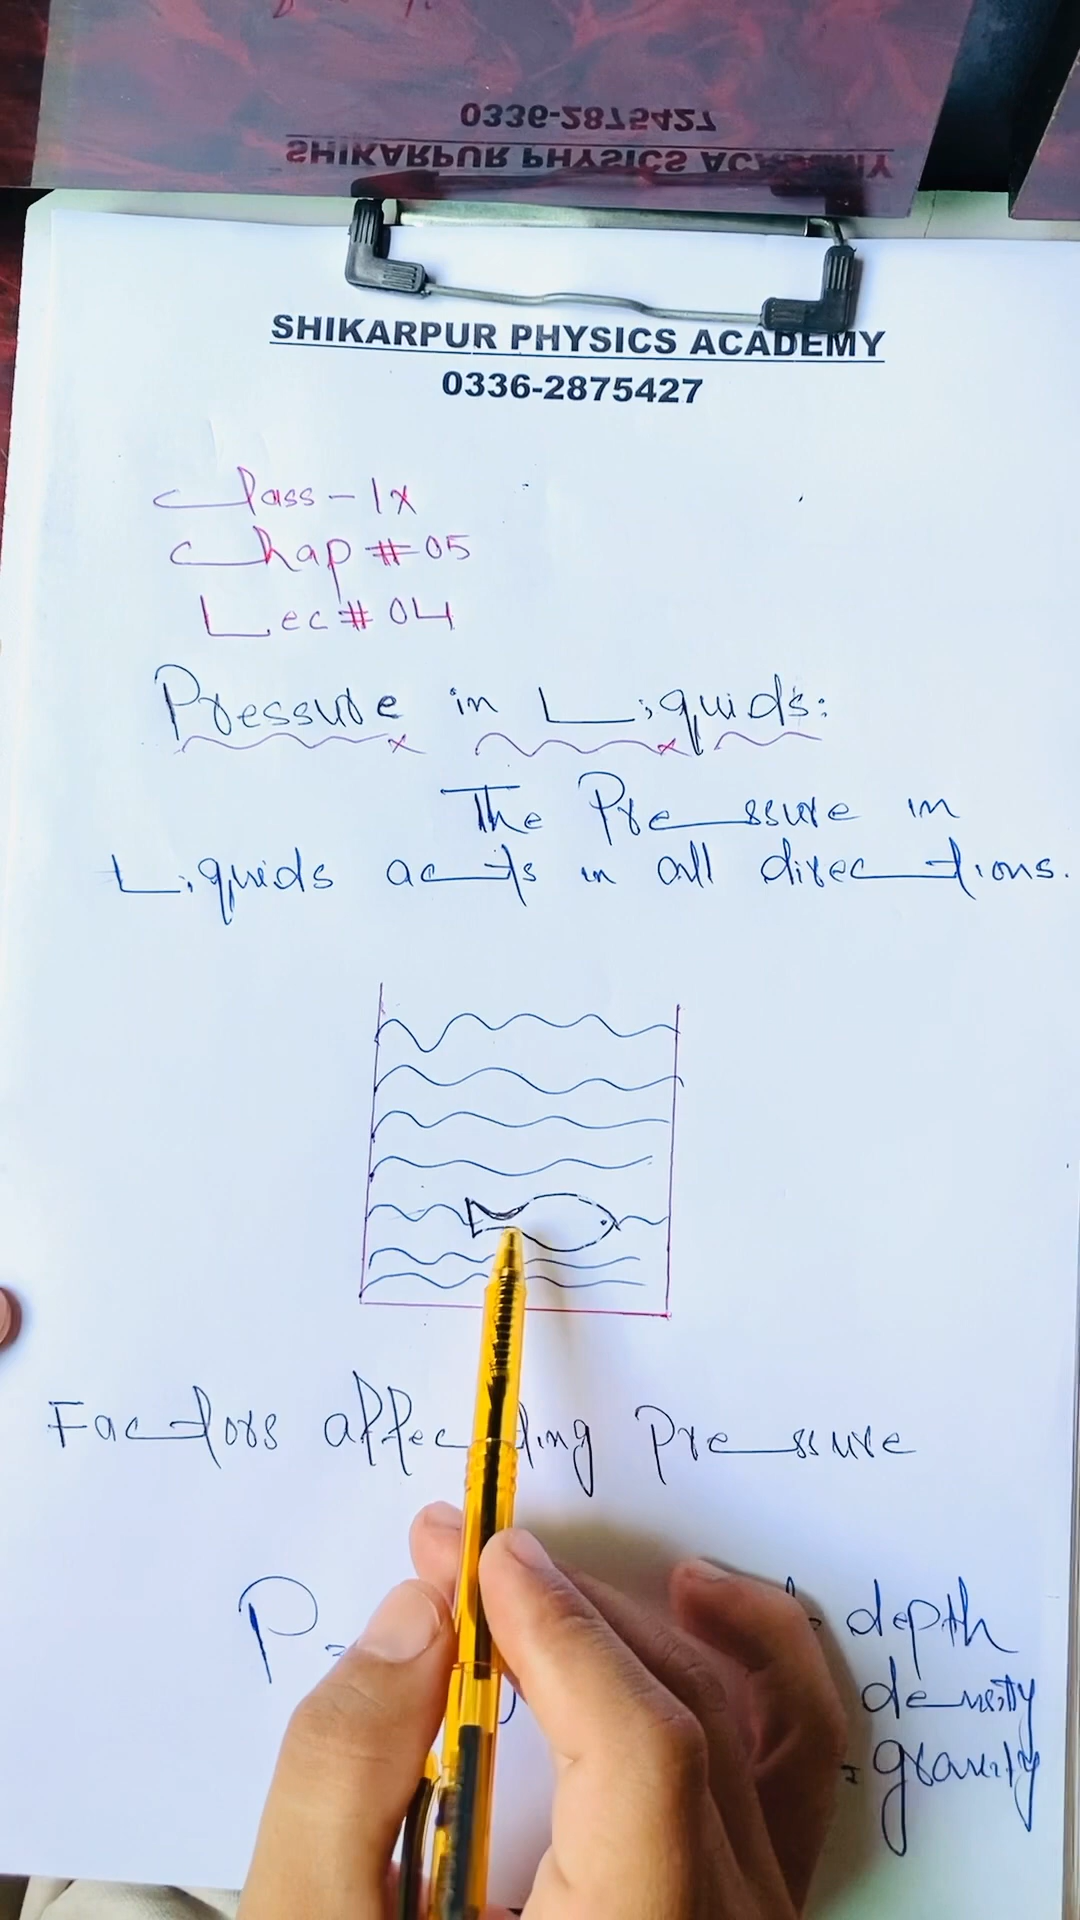 0336-2875427
SHIKARPUR PHYSICS ACADEMY
SHIKARPUR PHYSICS ACADEMY
0336-2875427
Class-IX
Chap #05
Lec # 04
Pressure in Liquids:
The Pressure in
Liquids acts in all directions.
Factors affecting Pressure
P = depth
density
= gravity